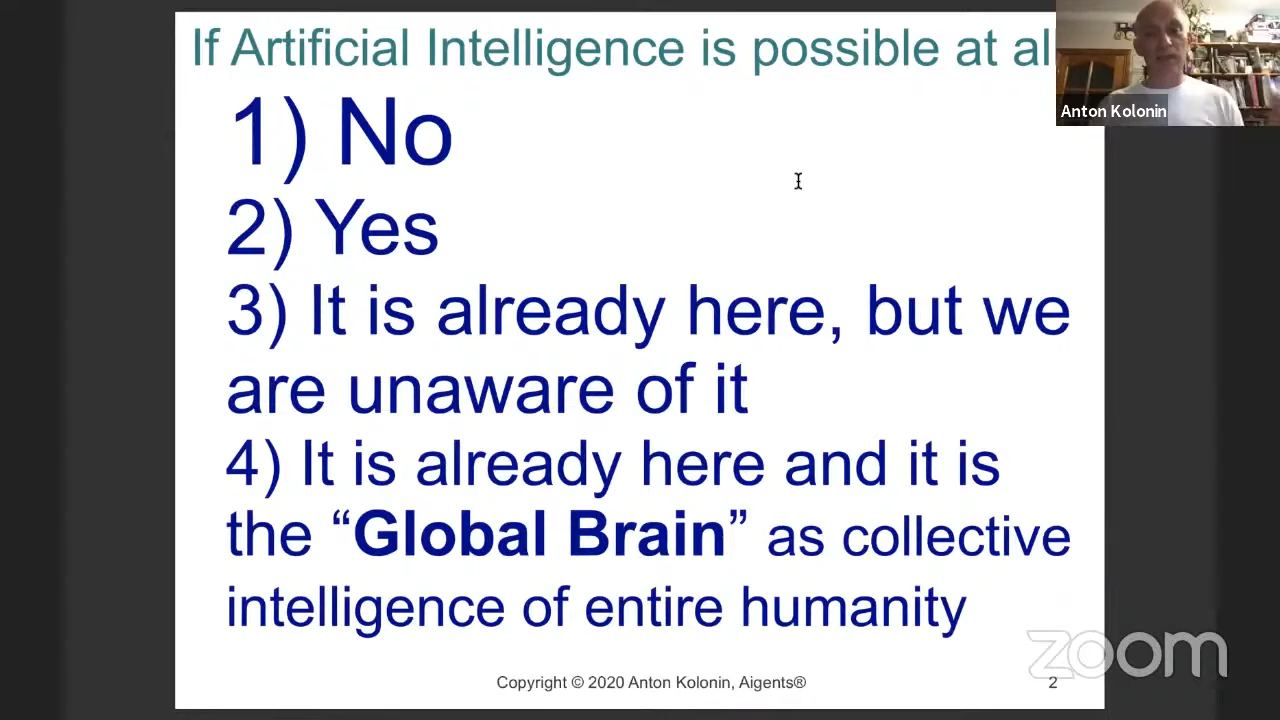 If Artificial Intelligence is possible at al
Anton Kolonin
1) No
2) Yes
3) It is already here, but we
are unaware of it
4) It is already here and it is
the “Global Brain” as collective
intelligence of entire humanity
zoom
Copyright © 2020 Anton Kolonin, Aigents®
2